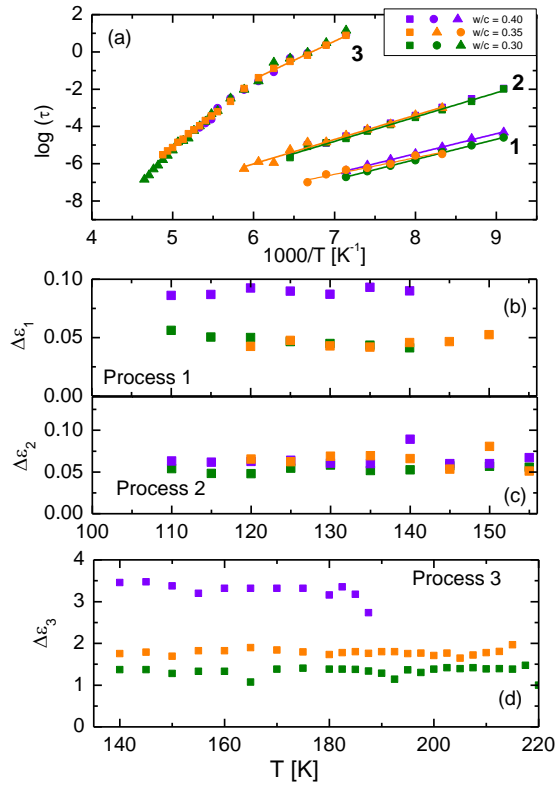 (a)
w/c = 0.40
w/c = 0.35
w/c = 0.30
log (τ)
2
0
-2
-4
-6
-8
3
2
1
4 5 6 7 8 9
1000/T [K⁻¹]
0.10
0.05
0.00
Δε₁
(b)
Process 1
0.10
0.05
0.00
Δε₂
Process 2
(c)
100 110 120 130 140 150
4
3
2
1
0
Δε₃
Process 3
(d)
140 160 180 200 220
T [K]